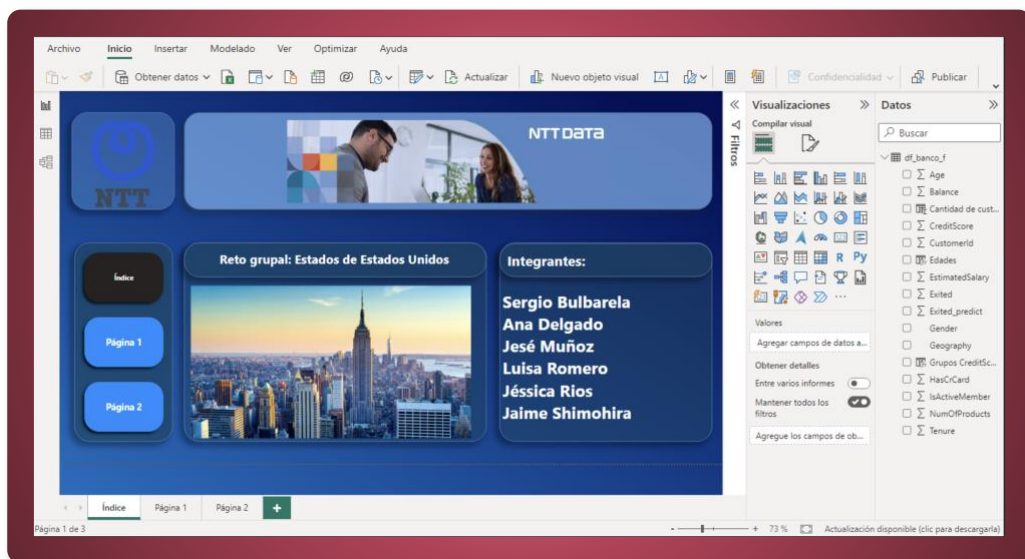 Archivo Inicio Insertar Modelado Ver Optimizar Ayuda
Obtener datos Actualizar Nuevo objeto visual Confidencialidad Publicar
NTT
NTT DATA
Índice
Página 1
Página 2
Reto grupal: Estados de Estados Unidos
Integrantes:
Sergio Bulbarela
Ana Delgado
Jesé Muñoz
Luisa Romero
Jéssica Rios
Jaime Shimohira
Filtros
Visualizaciones
Compilar visual
R Py
Valores
Agregar campos de datos a...
Obtener detalles
Entre varios informes
Mantener todos los
filtros
Agregue los campos de ob...
Datos
Buscar
df_banco_f
Age
Balance
Cantidad de cust...
CreditScore
CustomerId
Edades
EstimatedSalary
Exited
Exited_predict
Gender
Geography
Grupos CreditSc...
HasCrCard
IsActiveMember
NumOfProducts
Tenure
Índice Página 1 Página 2
Página 1 de 3
73 % Actualización disponible (clic para descargarla)